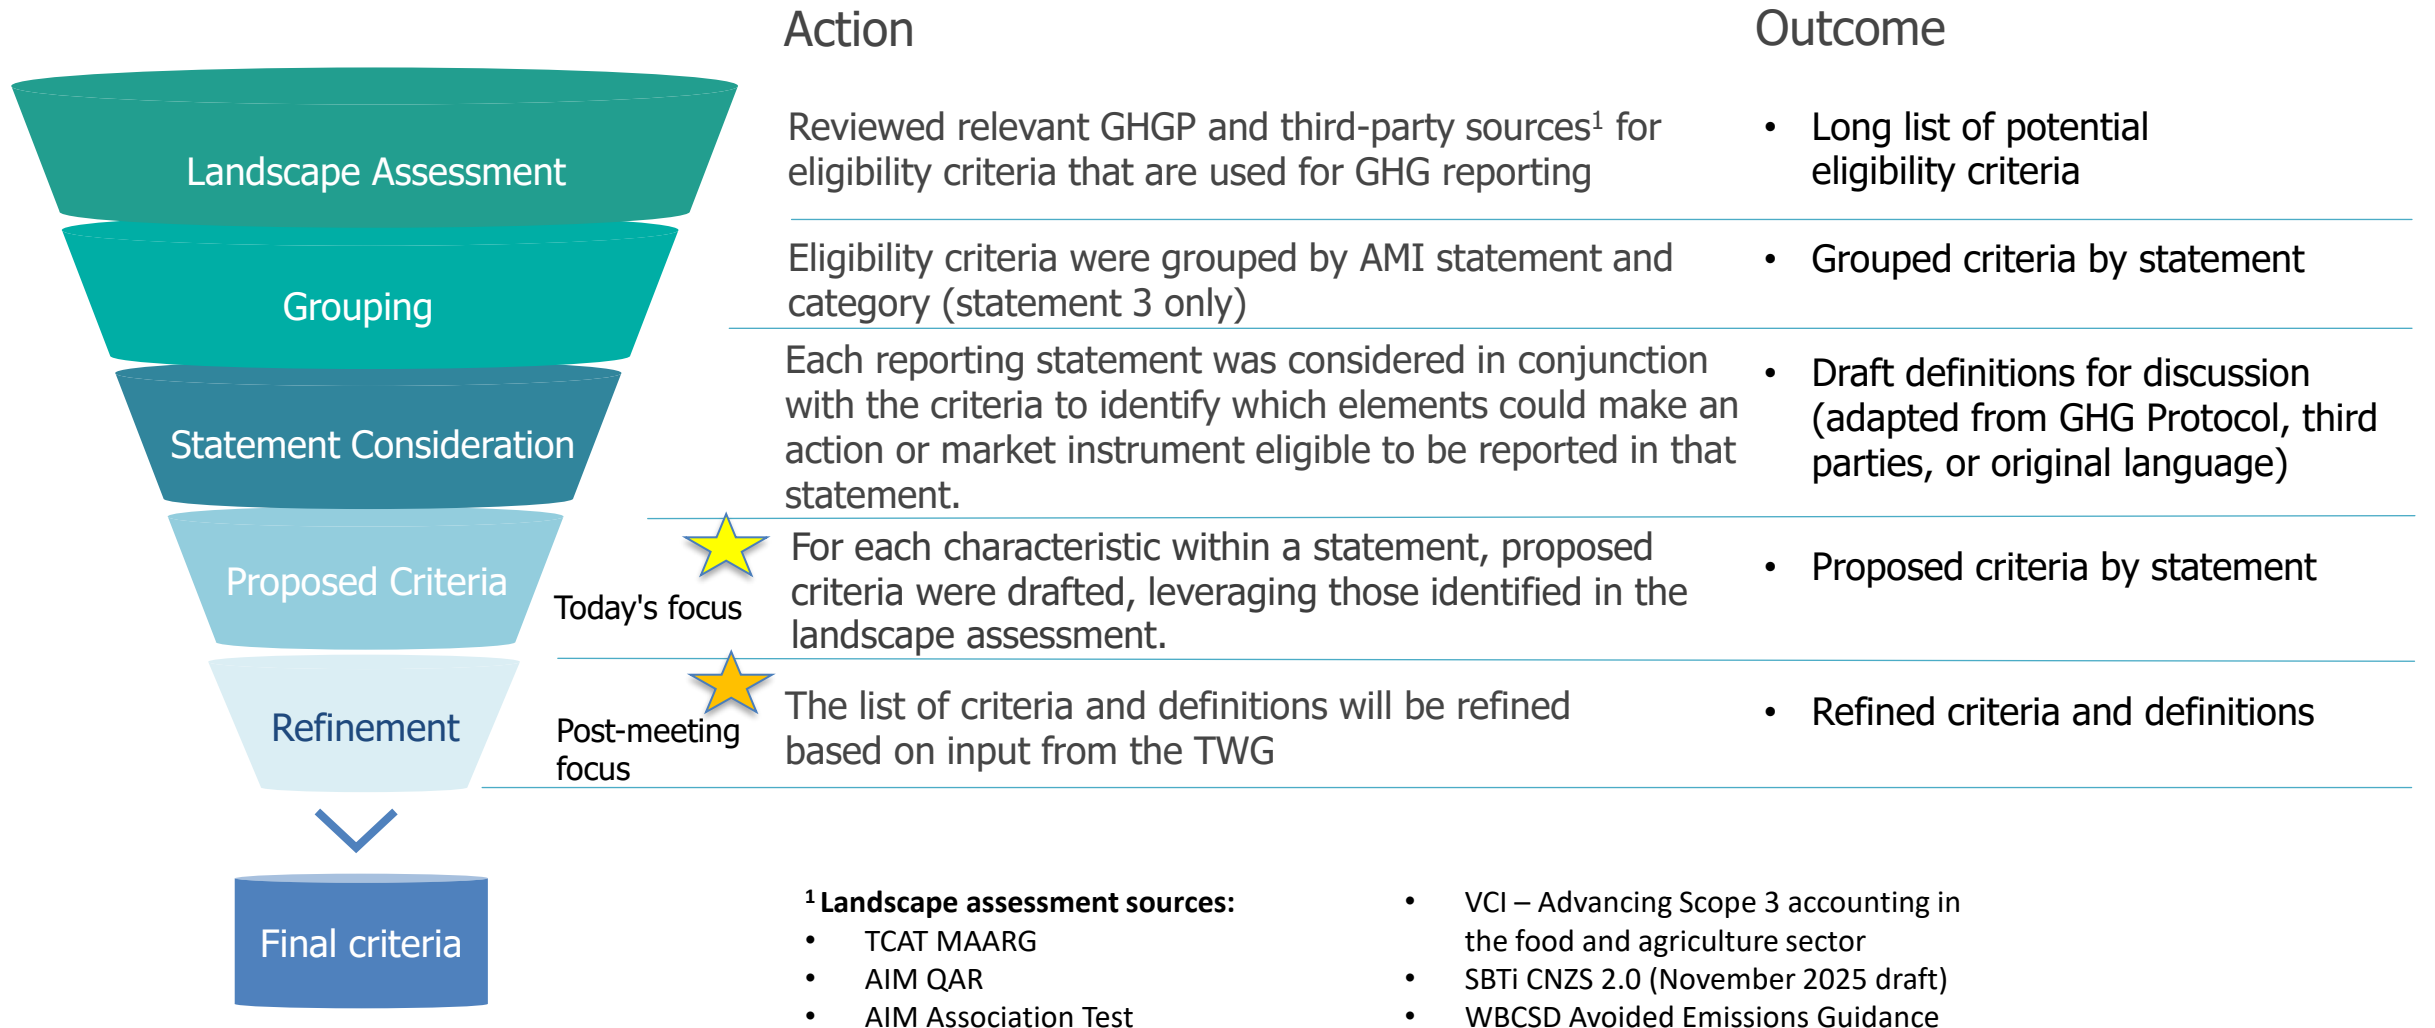 Action
Outcome
Landscape Assessment
Reviewed relevant GHGP and third-party sources¹ for
eligibility criteria that are used for GHG reporting
• Long list of potential
eligibility criteria
Grouping
Eligibility criteria were grouped by AMI statement and
category (statement 3 only)
• Grouped criteria by statement
Statement Consideration
Each reporting statement was considered in conjunction
with the criteria to identify which elements could make an
action or market instrument eligible to be reported in that
statement.
• Draft definitions for discussion
(adapted from GHG Protocol, third
parties, or original language)
Proposed Criteria
Today's focus
For each characteristic within a statement, proposed
criteria were drafted, leveraging those identified in the
landscape assessment.
• Proposed criteria by statement
Refinement
Post-meeting
focus
The list of criteria and definitions will be refined
based on input from the TWG
• Refined criteria and definitions
Final criteria
¹ Landscape assessment sources:
• TCAT MAARG
• AIM QAR
• AIM Association Test
• VCI – Advancing Scope 3 accounting in
the food and agriculture sector
• SBTi CNZS 2.0 (November 2025 draft)
• WBCSD Avoided Emissions Guidance